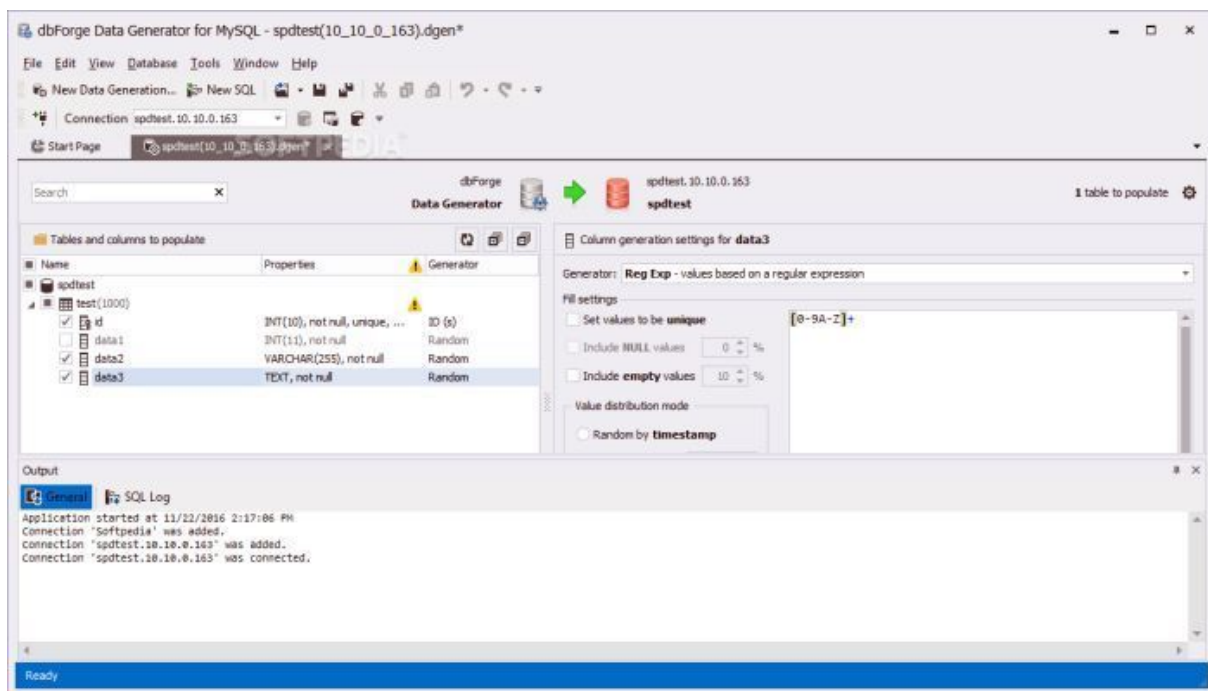 dbForge Data Generator for MySQL - spdtest(10_10_0_163).dgen*
File Edit View Database Tools Window Help
New Data Generation... New SQL
Connection spdtest.10.10.0.163
Start Page spdtest(10_10_0_163).dgen*
SOFTPEDIA
Search
dbForge
Data Generator
spdtest.10.10.0.163
spdtest
1 table to populate
Tables and columns to populate
Name Properties Generator
spdtest
test(1000)
id INT(10), not null, unique, ... ID (s)
data1 INT(11), not null Random
data2 VARCHAR(255), not null Random
data3 TEXT, not null Random
Column generation settings for data3
Generator: Reg Exp - values based on a regular expression
Fill settings
Set values to be unique
Include NULL values 0 %
Include empty values 10 %
Value distribution mode
Random by timestamp
[0-9A-Z]+
Output
General SQL Log
Application started at 11/22/2016 2:17:06 PM
Connection 'Softpedia' was added.
Connection 'spdtest.10.10.0.163' was added.
Connection 'spdtest.10.10.0.163' was connected.
Ready